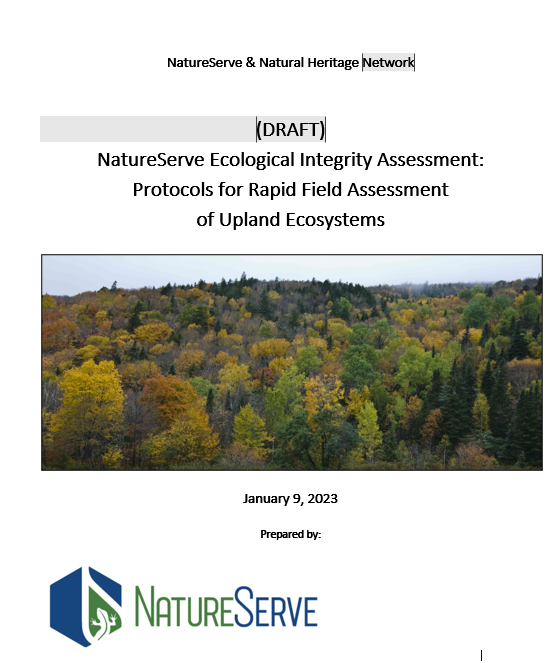 NatureServe & Natural Heritage Network
(DRAFT)
NatureServe Ecological Integrity Assessment:
Protocols for Rapid Field Assessment
of Upland Ecosystems
January 9, 2023
Prepared by:
NATURESERVE